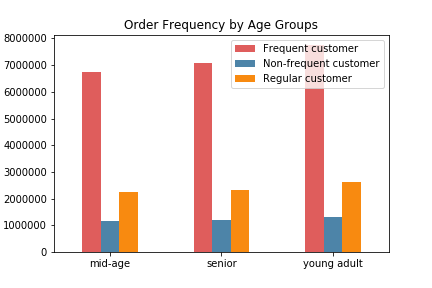 Order Frequency by Age Groups
8000000
7000000
6000000
5000000
4000000
3000000
2000000
1000000
0
Frequent customer
Non-frequent customer
Regular customer
mid-age senior young adult